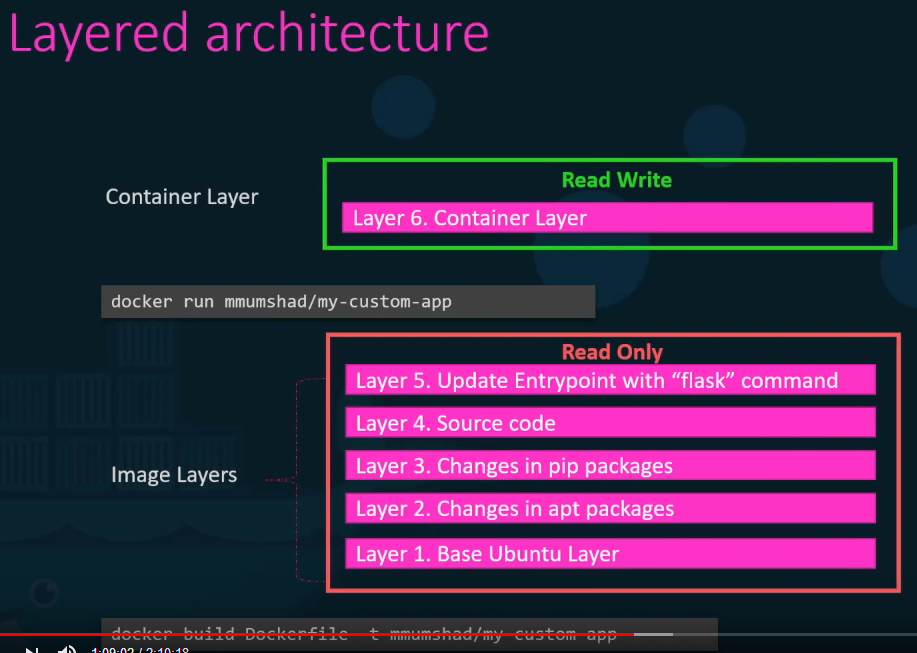 Layered architecture
Read Write
Container Layer
Layer 6. Container Layer
docker run mmumshad/my-custom-app
Read Only
Layer 5. Update Entrypoint with “flask” command
Layer 4. Source code
Layer 3. Changes in pip packages
Image Layers
Layer 2. Changes in apt packages
Layer 1. Base Ubuntu Layer
docker build Dockerfile -t mmumshad/my-custom-app
1:09:02 / 2:10:18